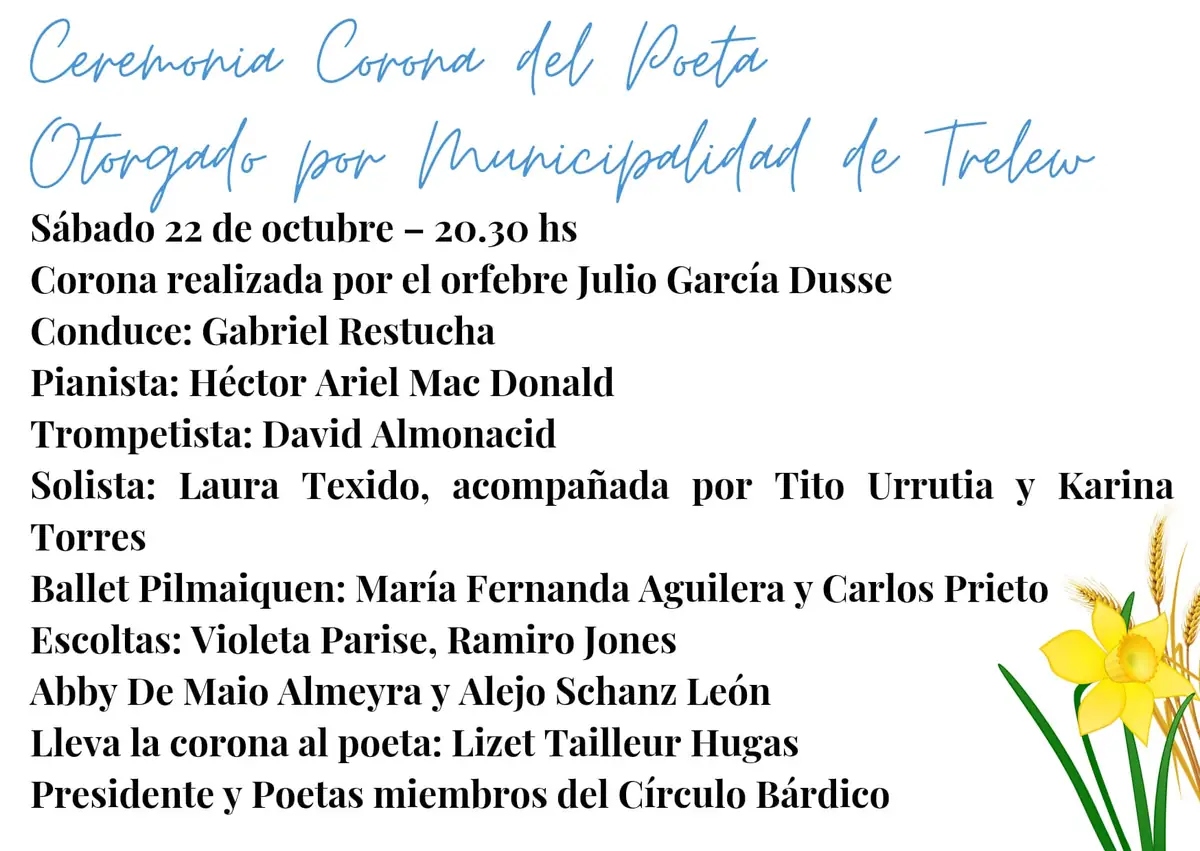 Ceremonia Corona del Poeta
Otorgado por Municipalidad de Trelew
Sábado 22 de octubre – 20.30 hs
Corona realizada por el orfebre Julio García Dusse
Conduce: Gabriel Restucha
Pianista: Héctor Ariel Mac Donald
Trompetista: David Almonacid
Solista: Laura Texido, acompañada por Tito Urrutia y Karina
Torres
Ballet Pilmaiquen: María Fernanda Aguilera y Carlos Prieto
Escoltas: Violeta Parise, Ramiro Jones
Abby De Maio Almeyra y Alejo Schanz León
Lleva la corona al poeta: Lizet Tailleur Hugas
Presidente y Poetas miembros del Círculo Bárdico